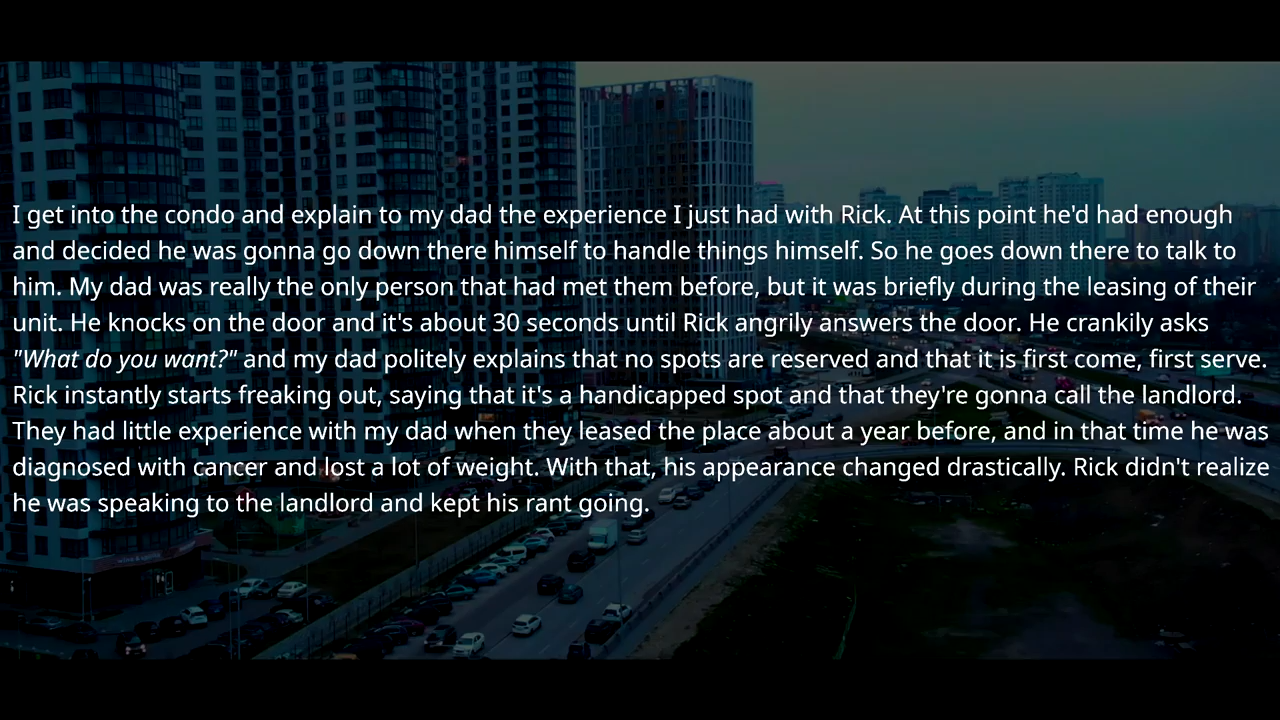 I get into the condo and explain to my dad the experience I just had with Rick. At this point he'd had enough
and decided he was gonna go down there himself to handle things himself. So he goes down there to talk to
him. My dad was really the only person that had met them before, but it was briefly during the leasing of their
unit. He knocks on the door and it's about 30 seconds until Rick angrily answers the door. He crankily asks
"What do you want?" and my dad politely explains that no spots are reserved and that it is first come, first serve.
Rick instantly starts freaking out, saying that it's a handicapped spot and that they're gonna call the landlord.
They had little experience with my dad when they leased the place about a year before, and in that time he was
diagnosed with cancer and lost a lot of weight. With that, his appearance changed drastically. Rick didn't realize
he was speaking to the landlord and kept his rant going.